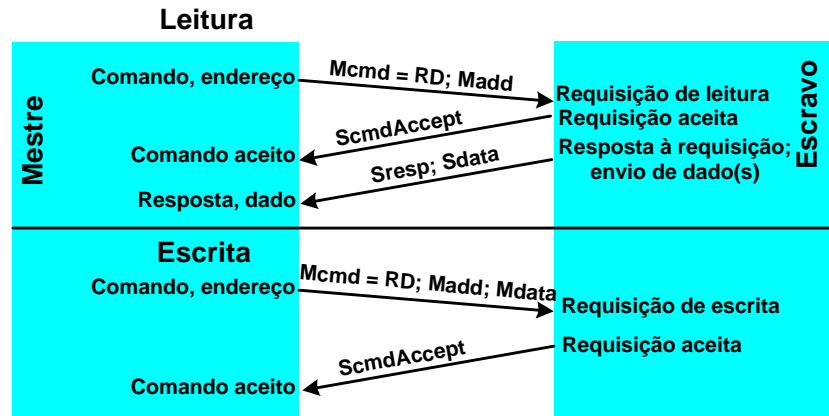 Leitura
Mestre
Comando, endereço
Mcmd = RD; Madd
Requisição de leitura
Requisição aceita
ScmdAccept
Comando aceito
Resposta à requisição;
envio de dado(s)
Sresp; Sdata
Resposta, dado
Escravo
Escrita
Comando, endereço
Mcmd = RD; Madd; Mdata
Requisição de escrita
Requisição aceita
ScmdAccept
Comando aceito